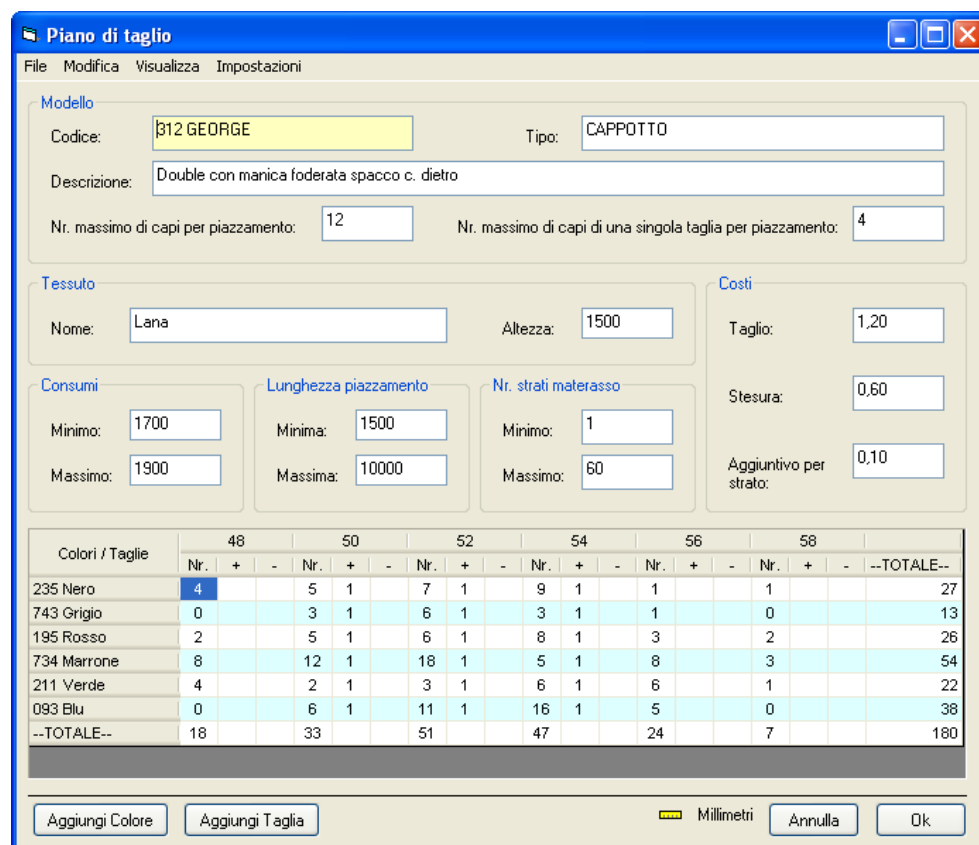 Piano di taglio
File Modifica Visualizza Impostazioni
Modello
Codice: 312 GEORGE Tipo: CAPPOTTO
Descrizione: Double con manica foderata spacco c. dietro
Nr. massimo di capi per piazzamento: 12 Nr. massimo di capi di una singola taglia per piazzamento: 4
Tessuto Costi
Nome: Lana Altezza: 1500 Taglio: 1,20
Consumi Lunghezza piazzamento Nr. strati materasso
Stesura: 0,60
Minimo: 1700 Minima: 1500 Minimo: 1
Massimo: 1900 Massima: 10000 Massimo: 60 Aggiuntivo per strato: 0,10
Colori / Taglie 48 50 52 54 56 58
Nr. + - Nr. + - Nr. + - Nr. + - Nr. + - Nr. + - --TOTALE--
235 Nero 4 5 1 7 1 9 1 1 1 27
743 Grigio 0 3 1 6 1 3 1 1 0 13
195 Rosso 2 5 1 6 1 8 1 3 2 26
734 Marrone 8 12 1 18 1 5 1 8 3 54
211 Verde 4 2 1 3 1 6 1 6 1 22
093 Blu 0 6 1 11 1 16 1 5 0 38
--TOTALE-- 18 33 51 47 24 7 180
Aggiungi Colore Aggiungi Taglia Millimetri Annulla Ok